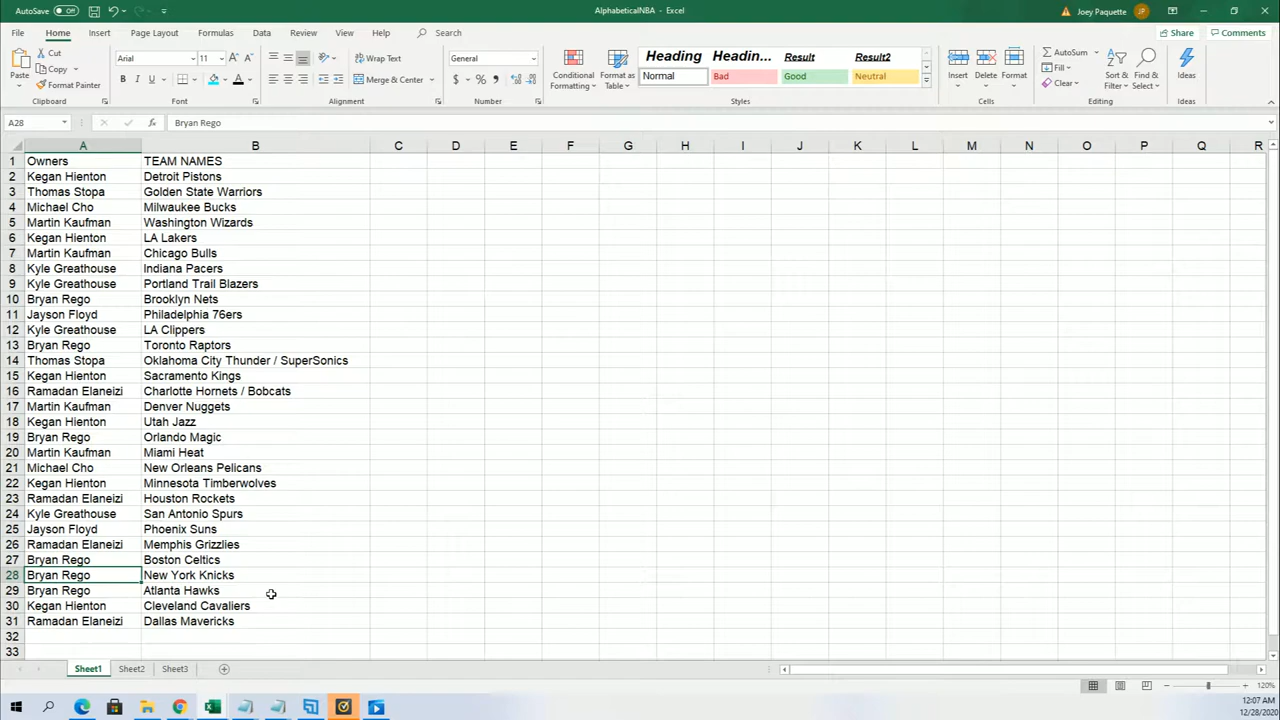 AutoSave Off AlphabeticalNBA - Excel Joey Paquette JP
File Home Insert Page Layout Formulas Data Review View Help Search Share Comments
Paste Cut Copy Format Painter Clipboard
Arial 11 A A B I U A Font
Wrap Text Merge & Center Alignment
General $ % , Number
Conditional Formatting Format as Table
Heading Headin... Result Result2
Normal Bad Good Neutral
Styles
Insert Delete Format Cells
AutoSum Fill Clear Sort & Filter Find & Select Editing
Ideas Ideas
A28 fx Bryan Rego
A B C D E F G H I J K L M N O P Q R
1 Owners TEAM NAMES
2 Kegan Hienton Detroit Pistons
3 Thomas Stopa Golden State Warriors
4 Michael Cho Milwaukee Bucks
5 Martin Kaufman Washington Wizards
6 Kegan Hienton LA Lakers
7 Martin Kaufman Chicago Bulls
8 Kyle Greathouse Indiana Pacers
9 Kyle Greathouse Portland Trail Blazers
10 Bryan Rego Brooklyn Nets
11 Jayson Floyd Philadelphia 76ers
12 Kyle Greathouse LA Clippers
13 Bryan Rego Toronto Raptors
14 Thomas Stopa Oklahoma City Thunder / SuperSonics
15 Kegan Hienton Sacramento Kings
16 Ramadan Elaneizi Charlotte Hornets / Bobcats
17 Martin Kaufman Denver Nuggets
18 Kegan Hienton Utah Jazz
19 Bryan Rego Orlando Magic
20 Martin Kaufman Miami Heat
21 Michael Cho New Orleans Pelicans
22 Kegan Hienton Minnesota Timberwolves
23 Ramadan Elaneizi Houston Rockets
24 Kyle Greathouse San Antonio Spurs
25 Jayson Floyd Phoenix Suns
26 Ramadan Elaneizi Memphis Grizzlies
27 Bryan Rego Boston Celtics
28 Bryan Rego New York Knicks
29 Bryan Rego Atlanta Hawks
30 Kegan Hienton Cleveland Cavaliers
31 Ramadan Elaneizi Dallas Mavericks
32
33
Sheet1 Sheet2 Sheet3
120%
12:07 AM
12/28/2020